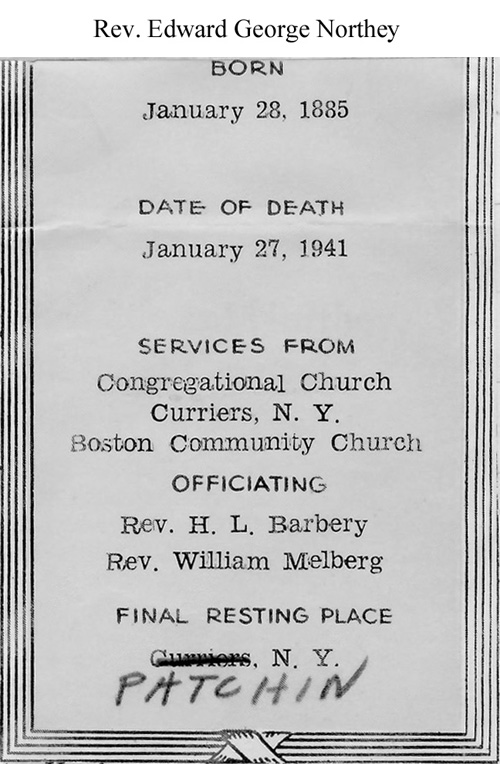 Rev. Edward George Northey
BORN
January 28, 1885
DATE OF DEATH
January 27, 1941
SERVICES FROM
Congregational Church
Curriers, N. Y.
Boston Community Church
OFFICIATING
Rev. H. L. Barbery
Rev. William Melberg
FINAL RESTING PLACE
Curriers, N. Y.
PATCHIN